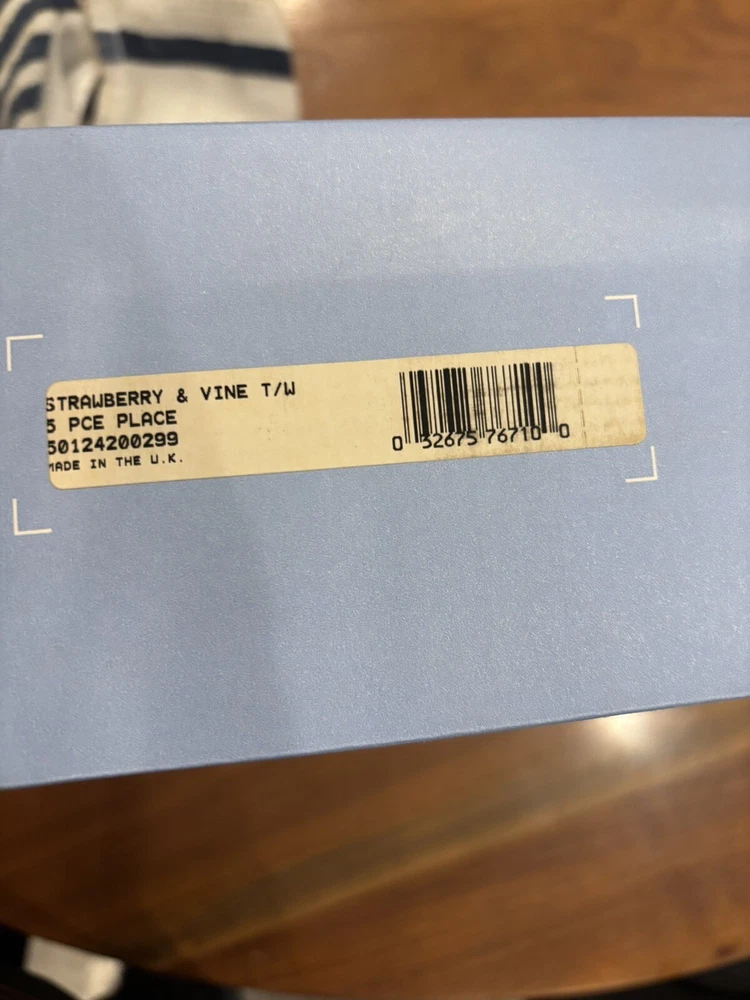 STRAWBERRY & VINE T/W
5 PCE PLACE
50124200299
MADE IN THE U.K.
0 32675 76710 0